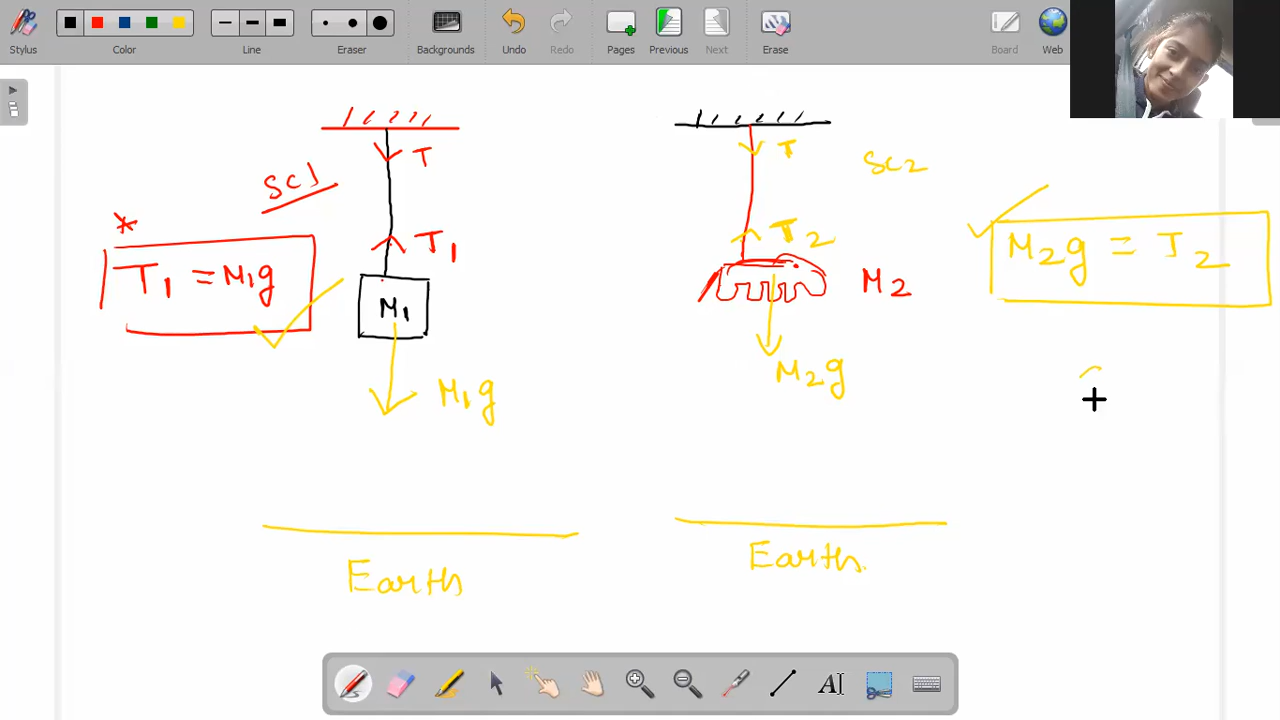 Stylus
Color
Line
Eraser
Backgrounds
Undo
Redo
Pages
Previous
Next
Erase
Board
Web
T
T
SC1
SC2
*
T1
T2
T1 = M1g
M2g = T2
M1
M2
M1g
M2g
Earth
Earth.